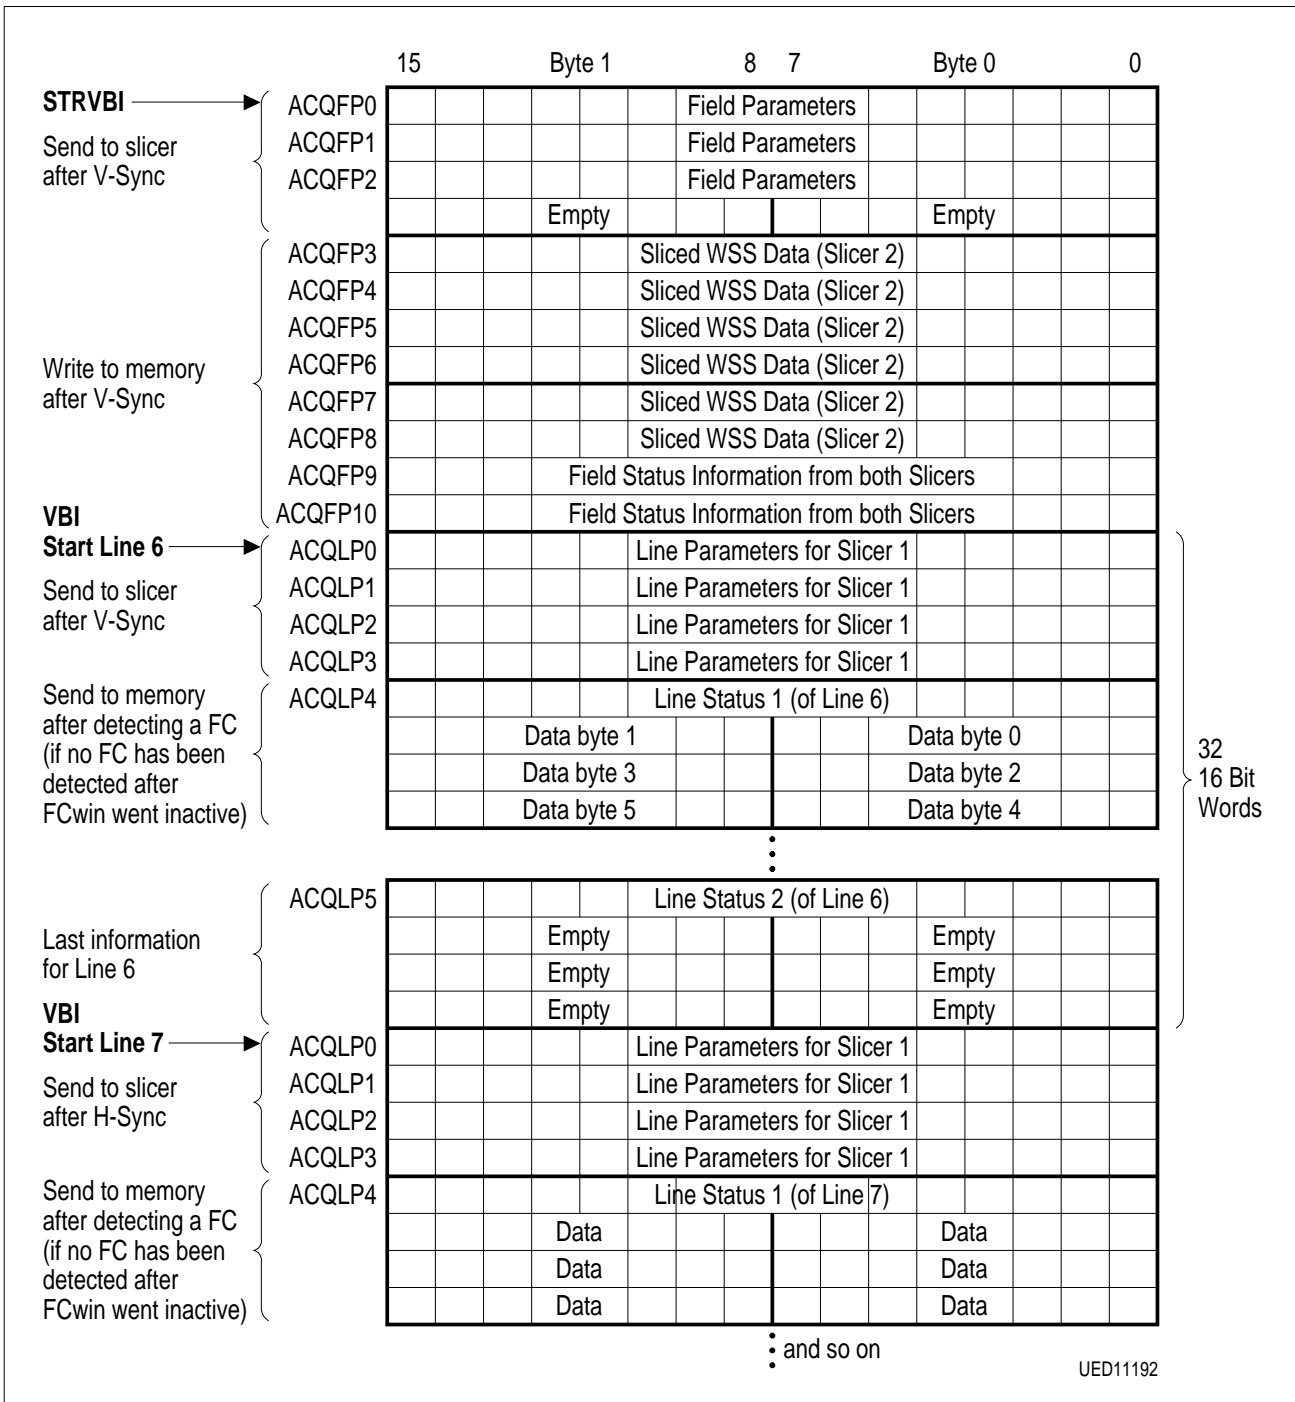 15 Byte 1 8 7 Byte 0 0
STRVBI ACQFP0 Field Parameters
Send to slicer ACQFP1 Field Parameters
after V-Sync ACQFP2 Field Parameters
Empty Empty
ACQFP3 Sliced WSS Data (Slicer 2)
ACQFP4 Sliced WSS Data (Slicer 2)
ACQFP5 Sliced WSS Data (Slicer 2)
Write to memory ACQFP6 Sliced WSS Data (Slicer 2)
after V-Sync ACQFP7 Sliced WSS Data (Slicer 2)
ACQFP8 Sliced WSS Data (Slicer 2)
ACQFP9 Field Status Information from both Slicers
VBI ACQFP10 Field Status Information from both Slicers
Start Line 6 ACQLP0 Line Parameters for Slicer 1
Send to slicer ACQLP1 Line Parameters for Slicer 1
after V-Sync ACQLP2 Line Parameters for Slicer 1
ACQLP3 Line Parameters for Slicer 1
Send to memory ACQLP4 Line Status 1 (of Line 6)
after detecting a FC Data byte 1 Data byte 0
(if no FC has been Data byte 3 Data byte 2
detected after
FCwin went inactive) Data byte 5 Data byte 4
32
16 Bit
Words
ACQLP5 Line Status 2 (of Line 6)
Last information Empty Empty
for Line 6 Empty Empty
VBI Empty Empty
Start Line 7 ACQLP0 Line Parameters for Slicer 1
Send to slicer ACQLP1 Line Parameters for Slicer 1
after H-Sync ACQLP2 Line Parameters for Slicer 1
ACQLP3 Line Parameters for Slicer 1
Send to memory ACQLP4 Line Status 1 (of Line 7)
after detecting a FC Data Data
(if no FC has been Data Data
detected after
FCwin went inactive) Data Data
and so on
UED11192